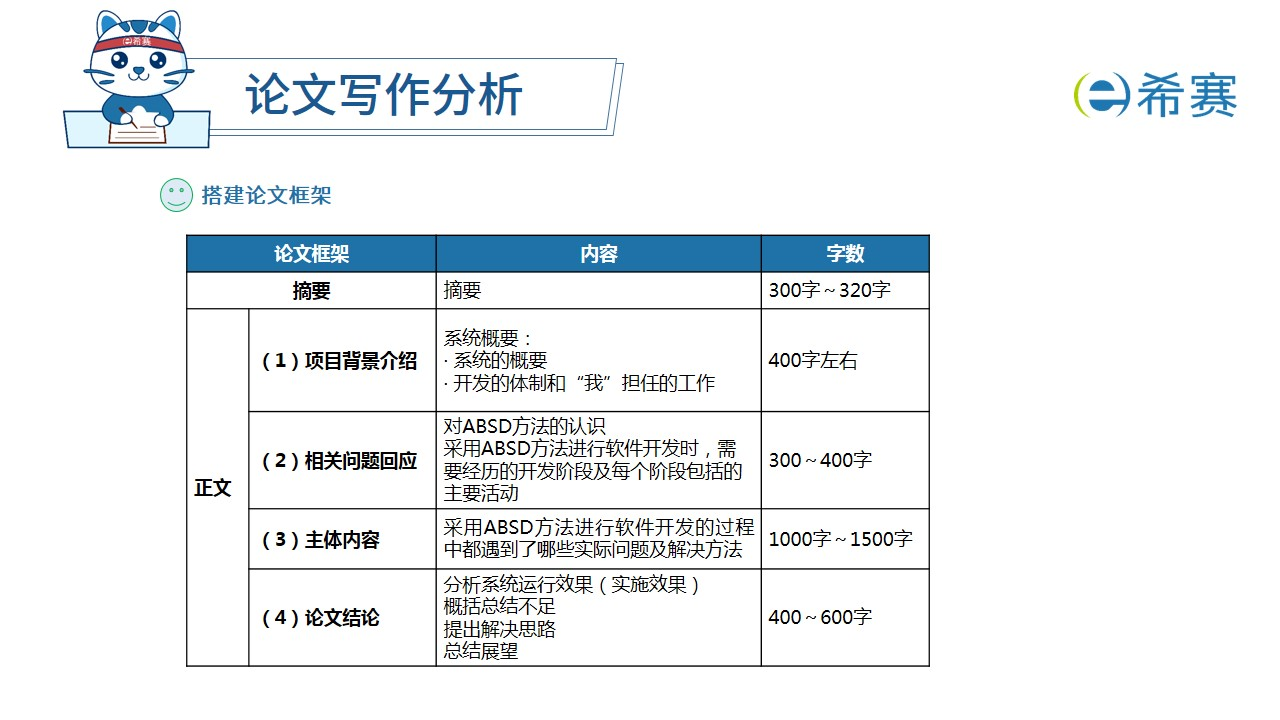 希赛
论文写作分析
希赛
搭建论文框架
论文框架 内容 字数
摘要 摘要 300字～320字
正文
（1）项目背景介绍
系统概要：
· 系统的概要
· 开发的体制和“我”担任的工作
400字左右
（2）相关问题回应
对ABSD方法的认识
采用ABSD方法进行软件开发时，需
要经历的开发阶段及每个阶段包括的
主要活动
300～400字
（3）主体内容
采用ABSD方法进行软件开发的过程
中都遇到了哪些实际问题及解决方法
1000字～1500字
（4）论文结论
分析系统运行效果（实施效果）
概括总结不足
提出解决思路
总结展望
400～600字